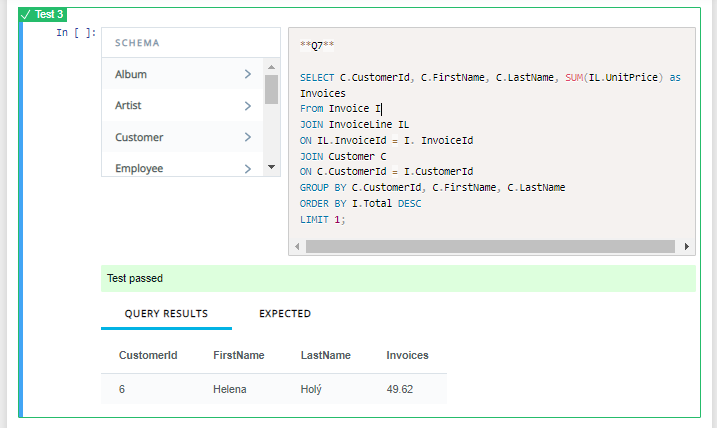 Test 3
In [ ]:
SCHEMA
Album
Artist
Customer
Employee
**Q7**
SELECT C.CustomerId, C.FirstName, C.LastName, SUM(IL.UnitPrice) as
Invoices
From Invoice I
JOIN InvoiceLine IL
ON IL.InvoiceId = I. InvoiceId
JOIN Customer C
ON C.CustomerId = I.CustomerId
GROUP BY C.CustomerId, C.FirstName, C.LastName
ORDER BY I.Total DESC
LIMIT 1;
Test passed
QUERY RESULTS EXPECTED
CustomerId FirstName LastName Invoices
6 Helena Holý 49.62